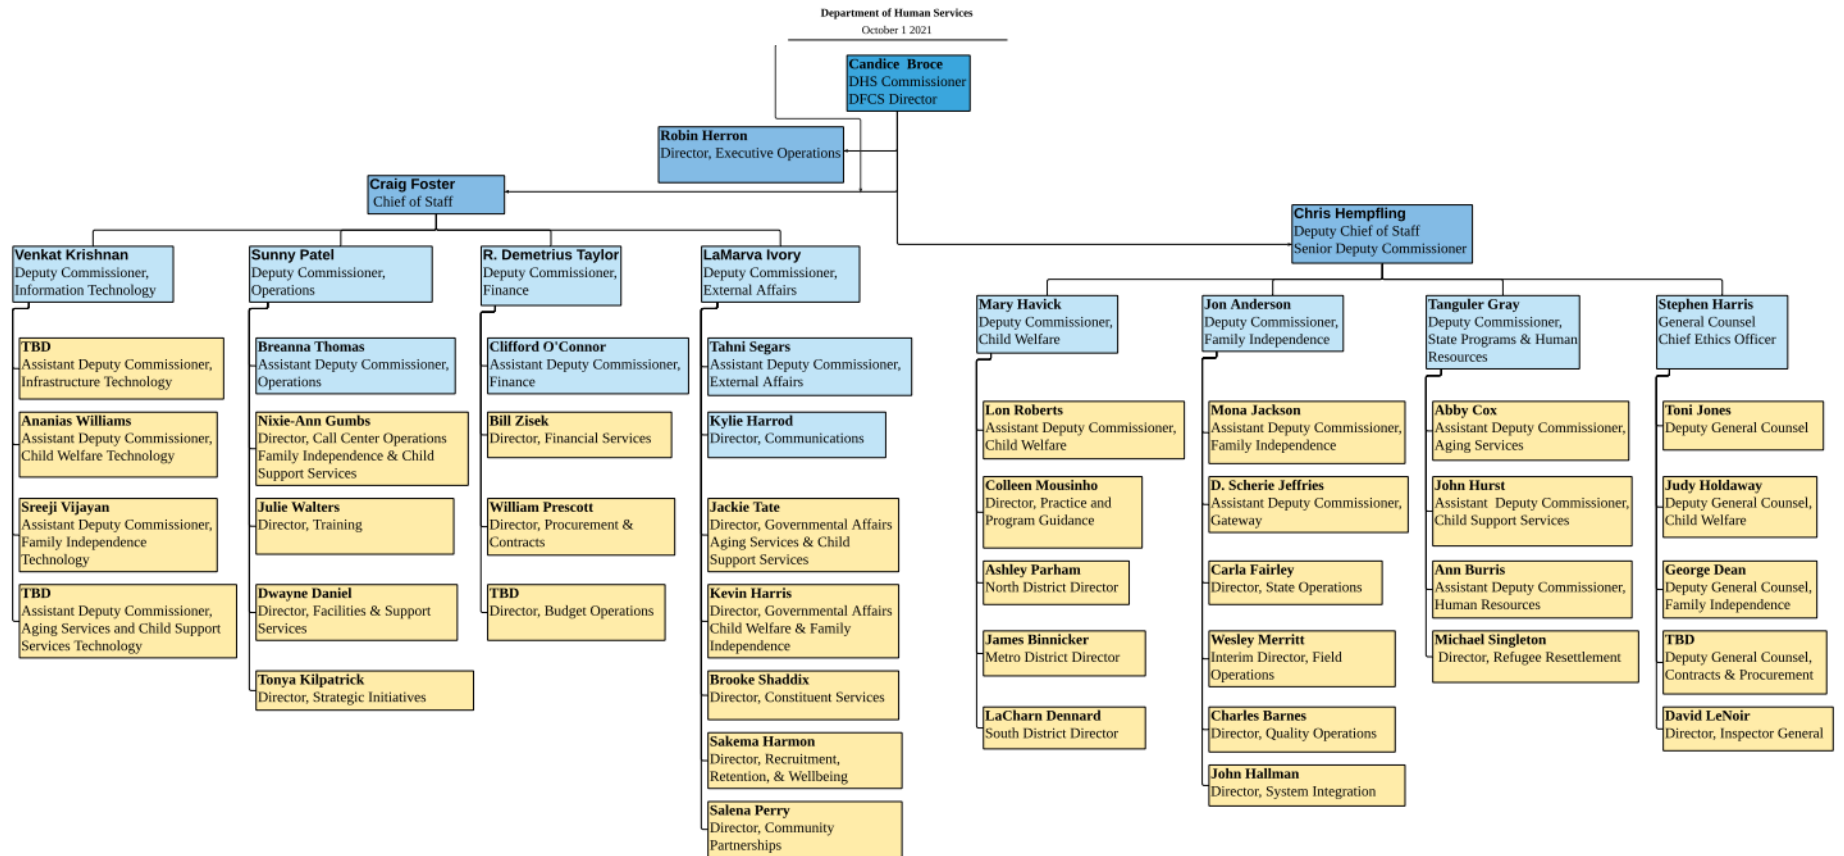 Department of Human Services
October 1 2021
Candice Broce
DHS Commissioner
DFCS Director
Robin Herron
Director, Executive Operations
Craig Foster
Chief of Staff
Chris Hempfling
Deputy Chief of Staff
Senior Deputy Commissioner
Venkat Krishnan
Deputy Commissioner,
Information Technology
TBD
Assistant Deputy Commissioner,
Infrastructure Technology
Ananias Williams
Assistant Deputy Commissioner,
Child Welfare Technology
Sreeji Vijayan
Assistant Deputy Commissioner,
Family Independence
Technology
TBD
Assistant Deputy Commissioner,
Aging Services and Child Support
Services Technology
Sunny Patel
Deputy Commissioner,
Operations
Breanna Thomas
Assistant Deputy Commissioner,
Operations
Nixie-Ann Gumbs
Director, Call Center Operations
Family Independence & Child
Support Services
Julie Walters
Director, Training
Dwayne Daniel
Director, Facilities & Support
Services
Tonya Kilpatrick
Director, Strategic Initiatives
R. Demetrius Taylor
Deputy Commissioner,
Finance
Clifford O'Connor
Assistant Deputy Commissioner,
Finance
Bill Zisek
Director, Financial Services
William Prescott
Director, Procurement &
Contracts
TBD
Director, Budget Operations
LaMarva Ivory
Deputy Commissioner,
External Affairs
Tahni Segars
Assistant Deputy Commissioner,
External Affairs
Kylie Harrod
Director, Communications
Jackie Tate
Director, Governmental Affairs
Aging Services & Child
Support Services
Kevin Harris
Director, Governmental Affairs
Child Welfare & Family
Independence
Brooke Shaddix
Director, Constituent Services
Sakema Harmon
Director, Recruitment,
Retention, & Wellbeing
Salena Perry
Director, Community
Partnerships
Mary Havick
Deputy Commissioner,
Child Welfare
Lon Roberts
Assistant Deputy Commissioner,
Child Welfare
Colleen Mousinho
Director, Practice and
Program Guidance
Ashley Parham
North District Director
James Binnicker
Metro District Director
LaCharn Dennard
South District Director
Jon Anderson
Deputy Commissioner,
Family Independence
Mona Jackson
Assistant Deputy Commissioner,
Family Independence
D. Scherie Jeffries
Assistant Deputy Commissioner,
Gateway
Carla Fairley
Director, State Operations
Wesley Merritt
Interim Director, Field
Operations
Charles Barnes
Director, Quality Operations
John Hallman
Director, System Integration
Tanguler Gray
Deputy Commissioner,
State Programs & Human
Resources
Abby Cox
Assistant Deputy Commissioner,
Aging Services
John Hurst
Assistant Deputy Commissioner,
Child Support Services
Ann Burris
Assistant Deputy Commissioner,
Human Resources
Michael Singleton
Director, Refugee Resettlement
Stephen Harris
General Counsel
Chief Ethics Officer
Toni Jones
Deputy General Counsel
Judy Holdaway
Deputy General Counsel,
Child Welfare
George Dean
Deputy General Counsel,
Family Independence
TBD
Deputy General Counsel,
Contracts & Procurement
David LeNoir
Director, Inspector General